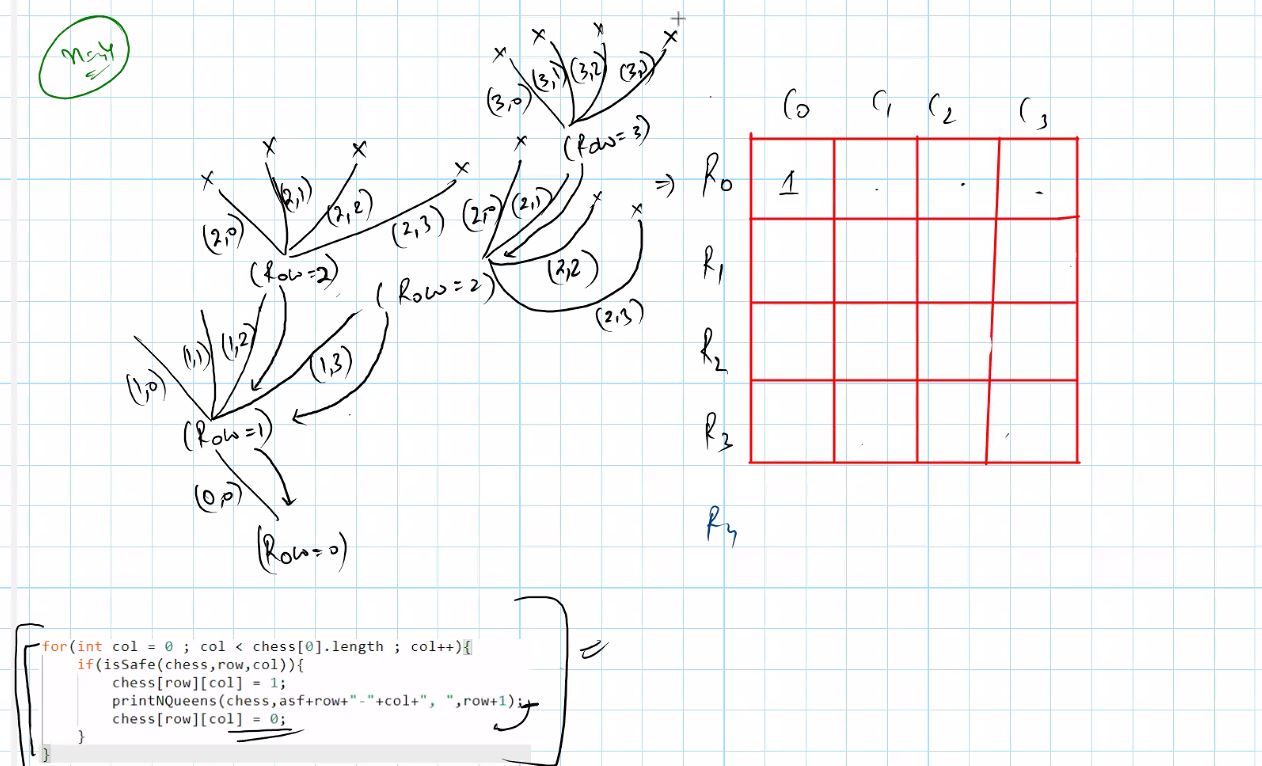 n=4
x x x x
(3,0) (3,1) (3,2) (3,3)
(Row=3)
x x x x
(2,0) (2,1) (2,2) (2,3)
(Row=2)
x x x
(2,0) (2,1) (2,2) (2,3)
(Row=2)
(1,0) (1,1) (1,2) (1,3)
(Row=1)
(0,0)
(Row=0)
C0 C1 C2 C3
=> R0 1 . . .
R1
R2
R3
R4
for(int col = 0 ; col < chess[0].length ; col++){
if(isSafe(chess,row,col)){
chess[row][col] = 1;
printNQueens(chess,asf+row+"-"+col+", ",row+1);
chess[row][col] = 0;
}
}
=